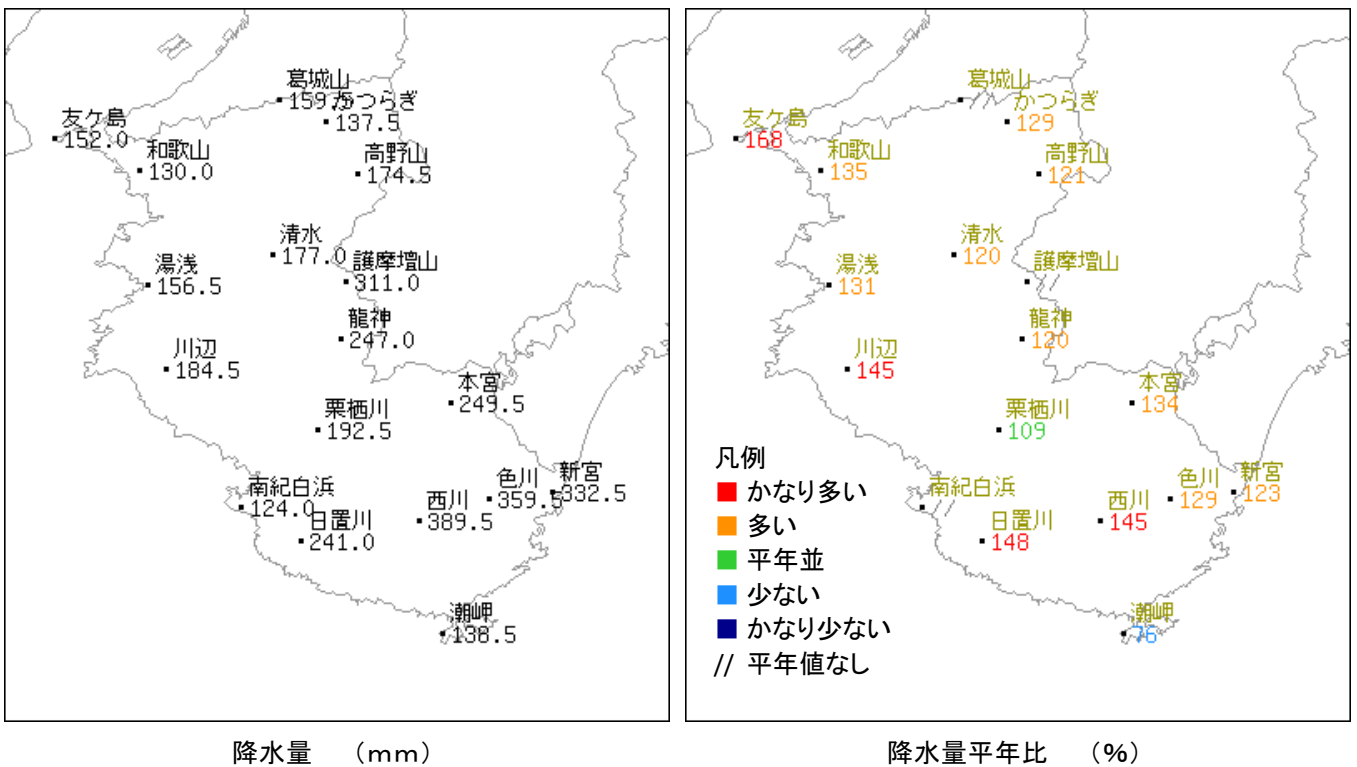 葛城山
159.5
かつらぎ
137.5
友ケ島
152.0
和歌山
130.0
高野山
174.5
清水
177.0
護摩壇山
311.0
湯浅
156.5
龍神
247.0
川辺
184.5
本宮
249.5
栗栖川
192.5
新宮
332.5
色川
359.5
南紀白浜
124.0
西川
389.5
日置川
241.0
潮岬
138.5
降水量 (mm)
葛城山
//
かつらぎ
129
友ケ島
168
和歌山
135
高野山
121
清水
120
護摩壇山
//
湯浅
131
龍神
120
川辺
145
本宮
134
栗栖川
109
新宮
123
色川
129
南紀白浜
//
西川
145
日置川
148
潮岬
76
凡例
かなり多い
多い
平年並
少ない
かなり少ない
// 平年値なし
降水量平年比 (%)